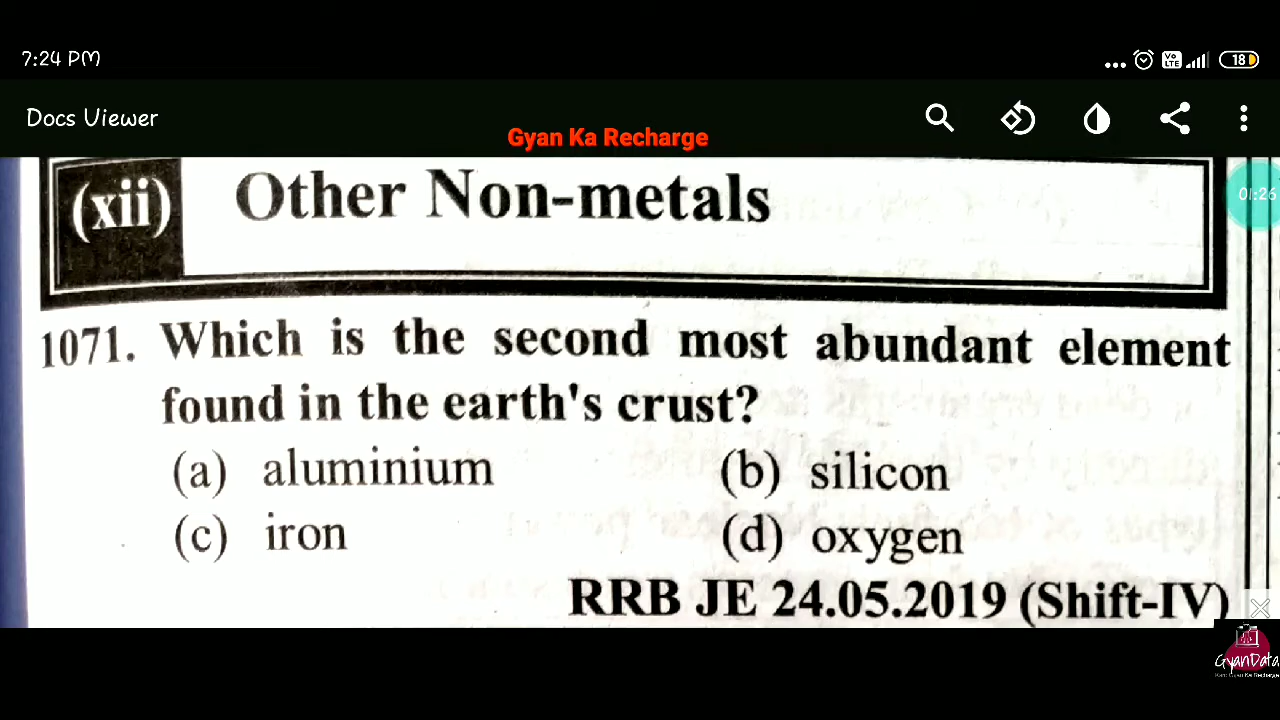 7:24 PM
18
Docs Viewer
Gyan Ka Recharge
01:26
(xii) Other Non-metals
1071. Which is the second most abundant element
found in the earth's crust?
(a) aluminium (b) silicon
(c) iron (d) oxygen
RRB JE 24.05.2019 (Shift-IV)
GyanData